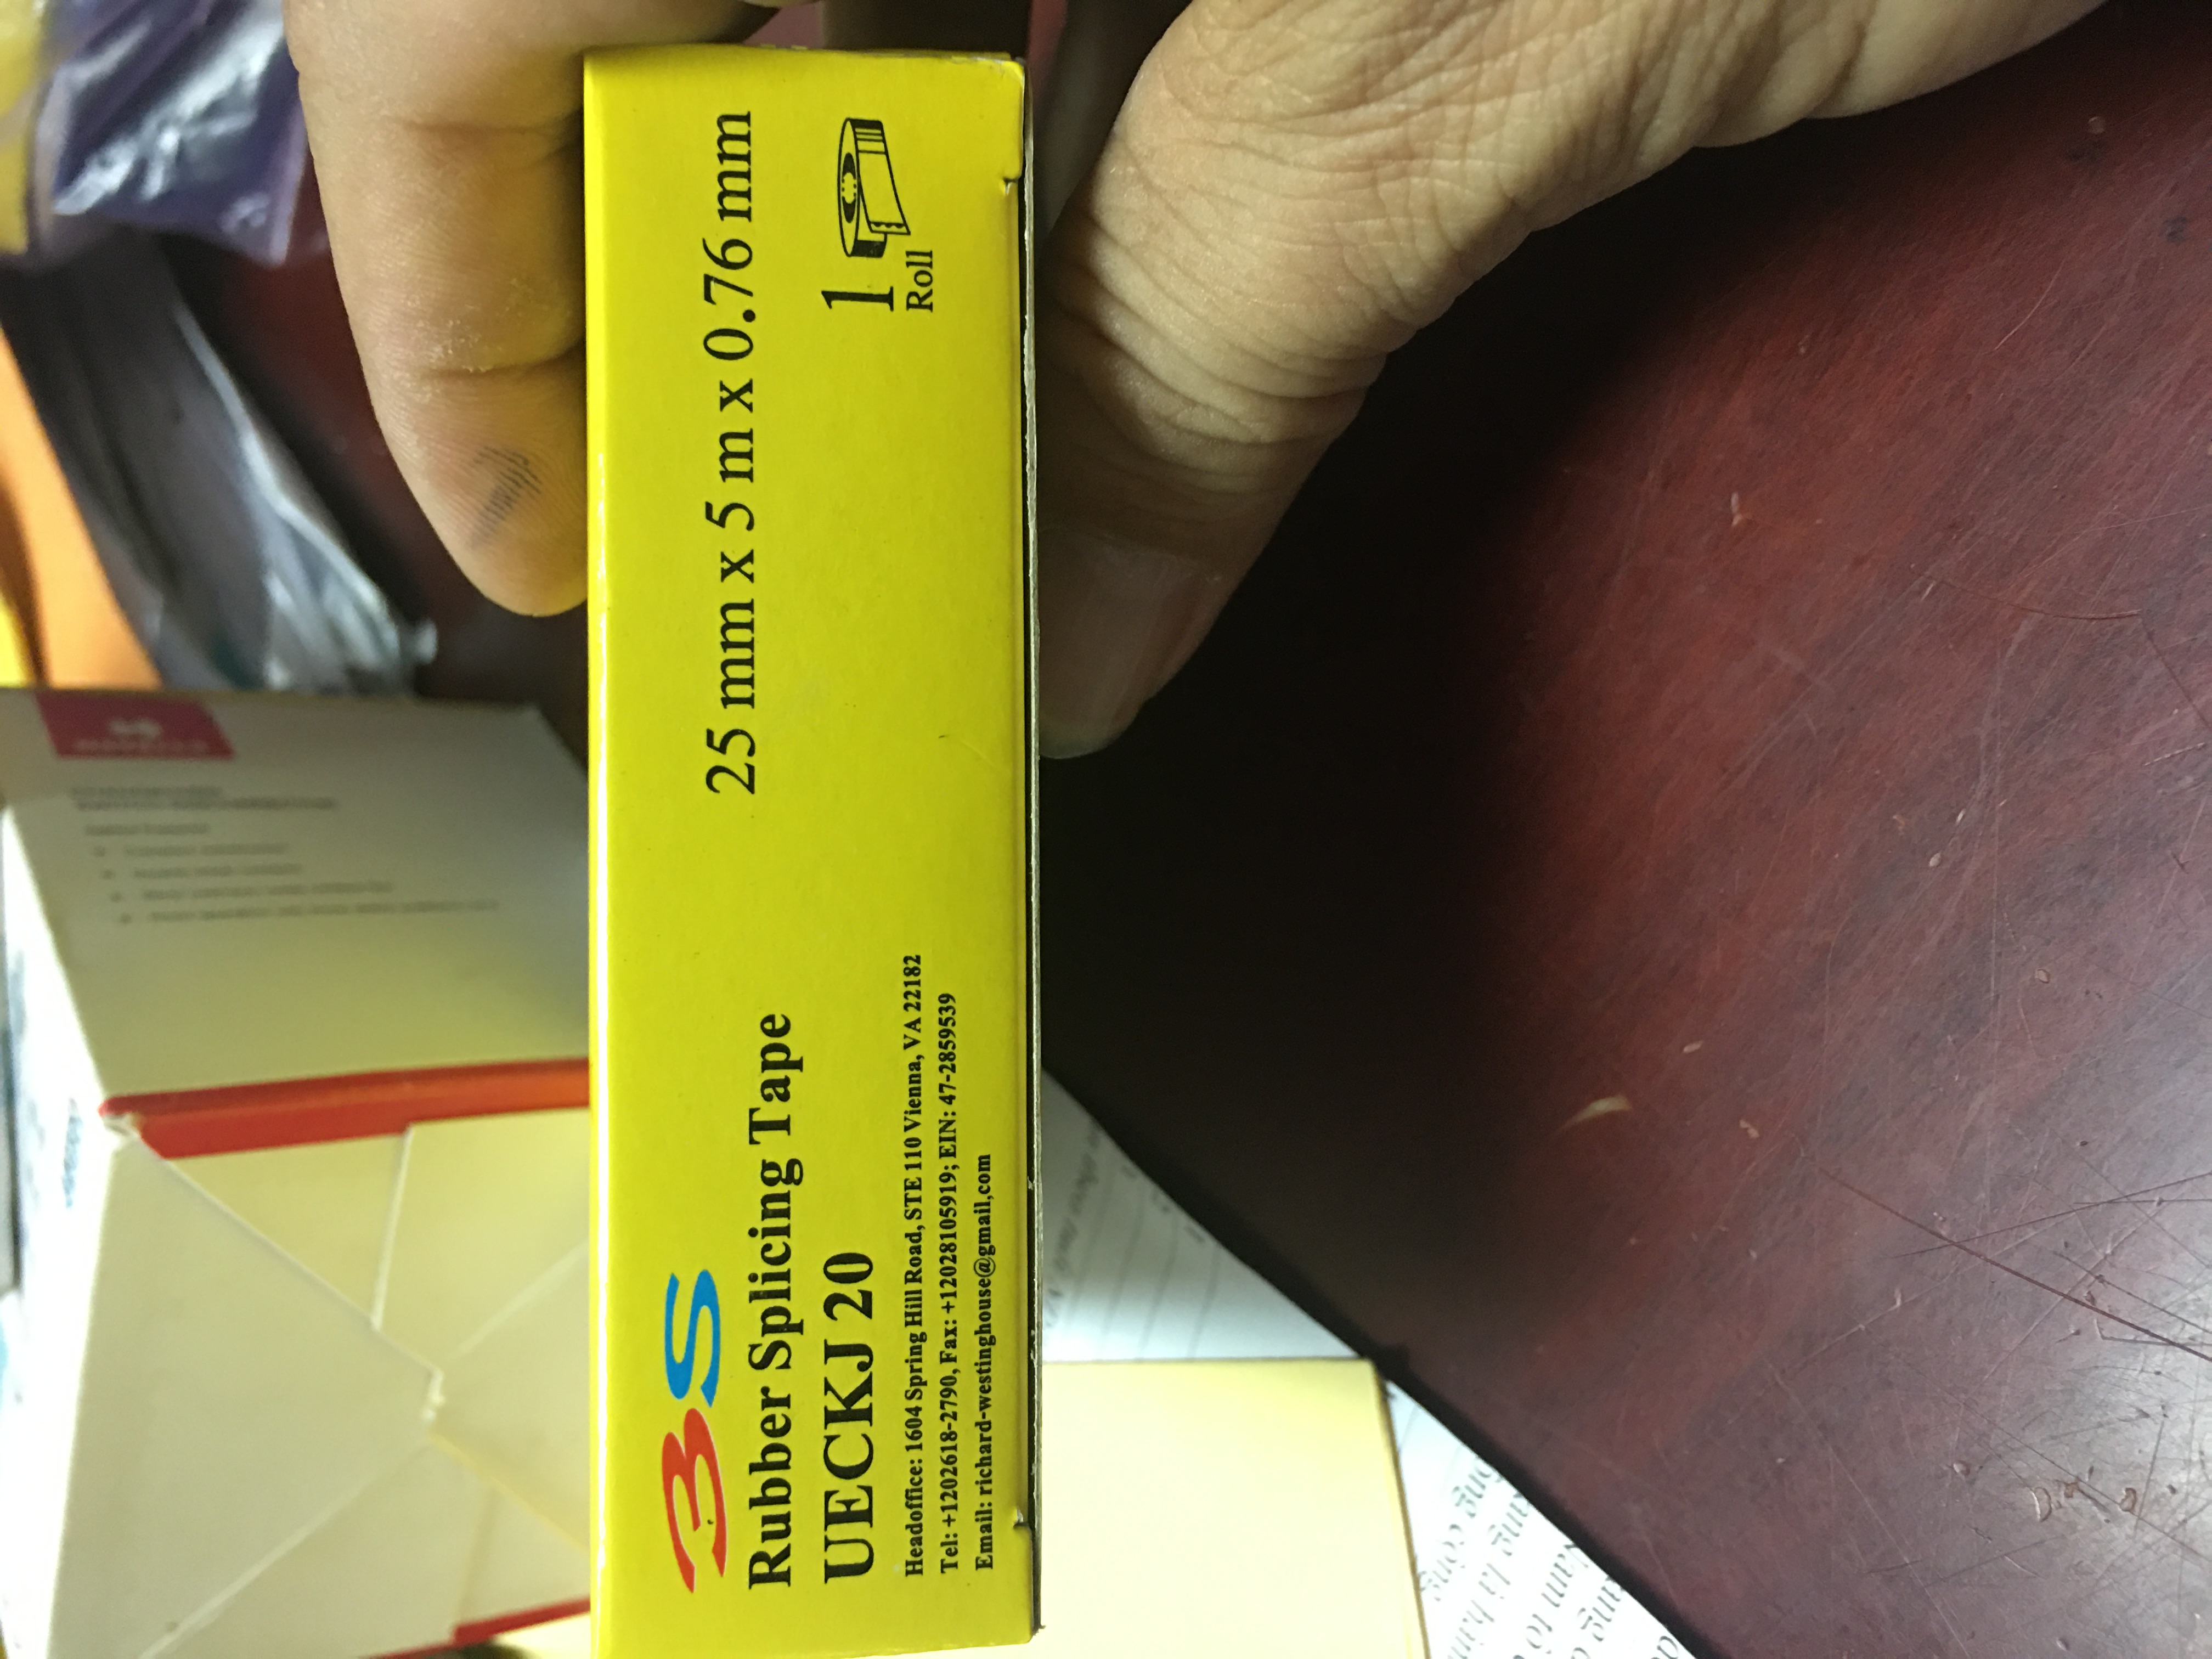 3S
Rubber Splicing Tape
UECKJ 20
Headoffice: 1604 Spring Hill Road, STE 110 Vienna, VA 22182
Tel: +1202618-2790, Fax: +12028105919; EIN: 47-2859539
Email: richard-westinghouse@gmail,com
25 mm x 5 m x 0.76 mm
1
Roll